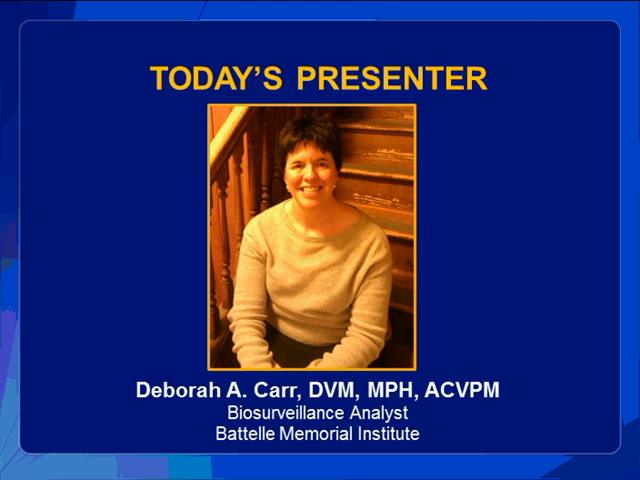 TODAY’S PRESENTER
Deborah A. Carr, DVM, MPH, ACVPM
Biosurveillance Analyst
Battelle Memorial Institute